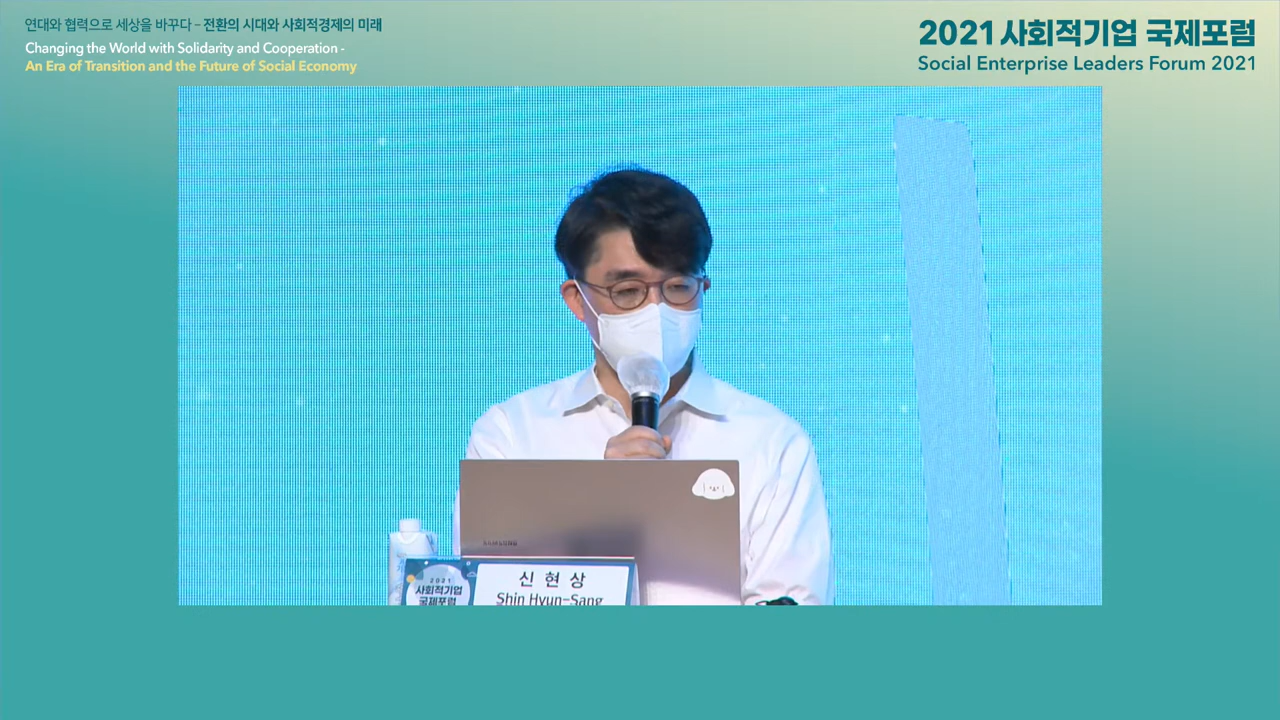 연대와 협력으로 세상을 바꾸다 – 전환의 시대와 사회적경제의 미래
Changing the World with Solidarity and Cooperation -
An Era of Transition and the Future of Social Economy
2021 사회적기업 국제포럼
Social Enterprise Leaders Forum 2021
SAMSUNG
2021
사회적기업
국제포럼
신현상
Shin Hyun-Sang